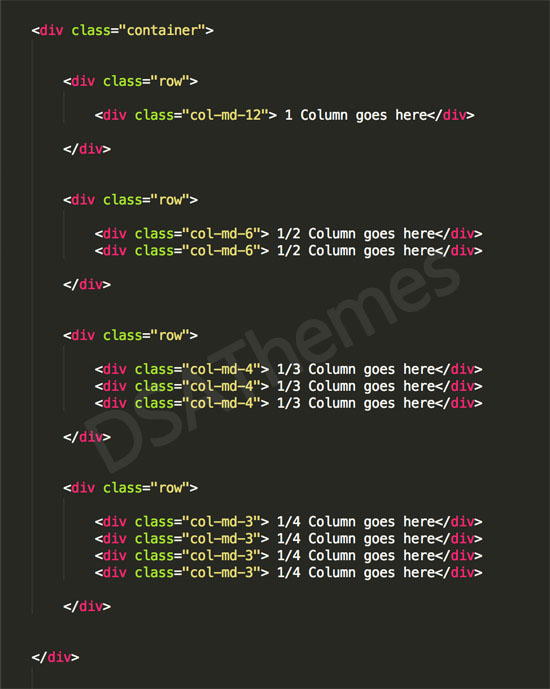 <div class="container">
<div class="row">
<div class="col-md-12"> 1 Column goes here</div>
</div>
<div class="row">
<div class="col-md-6"> 1/2 Column goes here</div>
<div class="col-md-6"> 1/2 Column goes here</div>
</div>
<div class="row">
<div class="col-md-4"> 1/3 Column goes here</div>
<div class="col-md-4"> 1/3 Column goes here</div>
<div class="col-md-4"> 1/3 Column goes here</div>
</div>
<div class="row">
<div class="col-md-3"> 1/4 Column goes here</div>
<div class="col-md-3"> 1/4 Column goes here</div>
<div class="col-md-3"> 1/4 Column goes here</div>
<div class="col-md-3"> 1/4 Column goes here</div>
</div>
</div>
DSAThemes